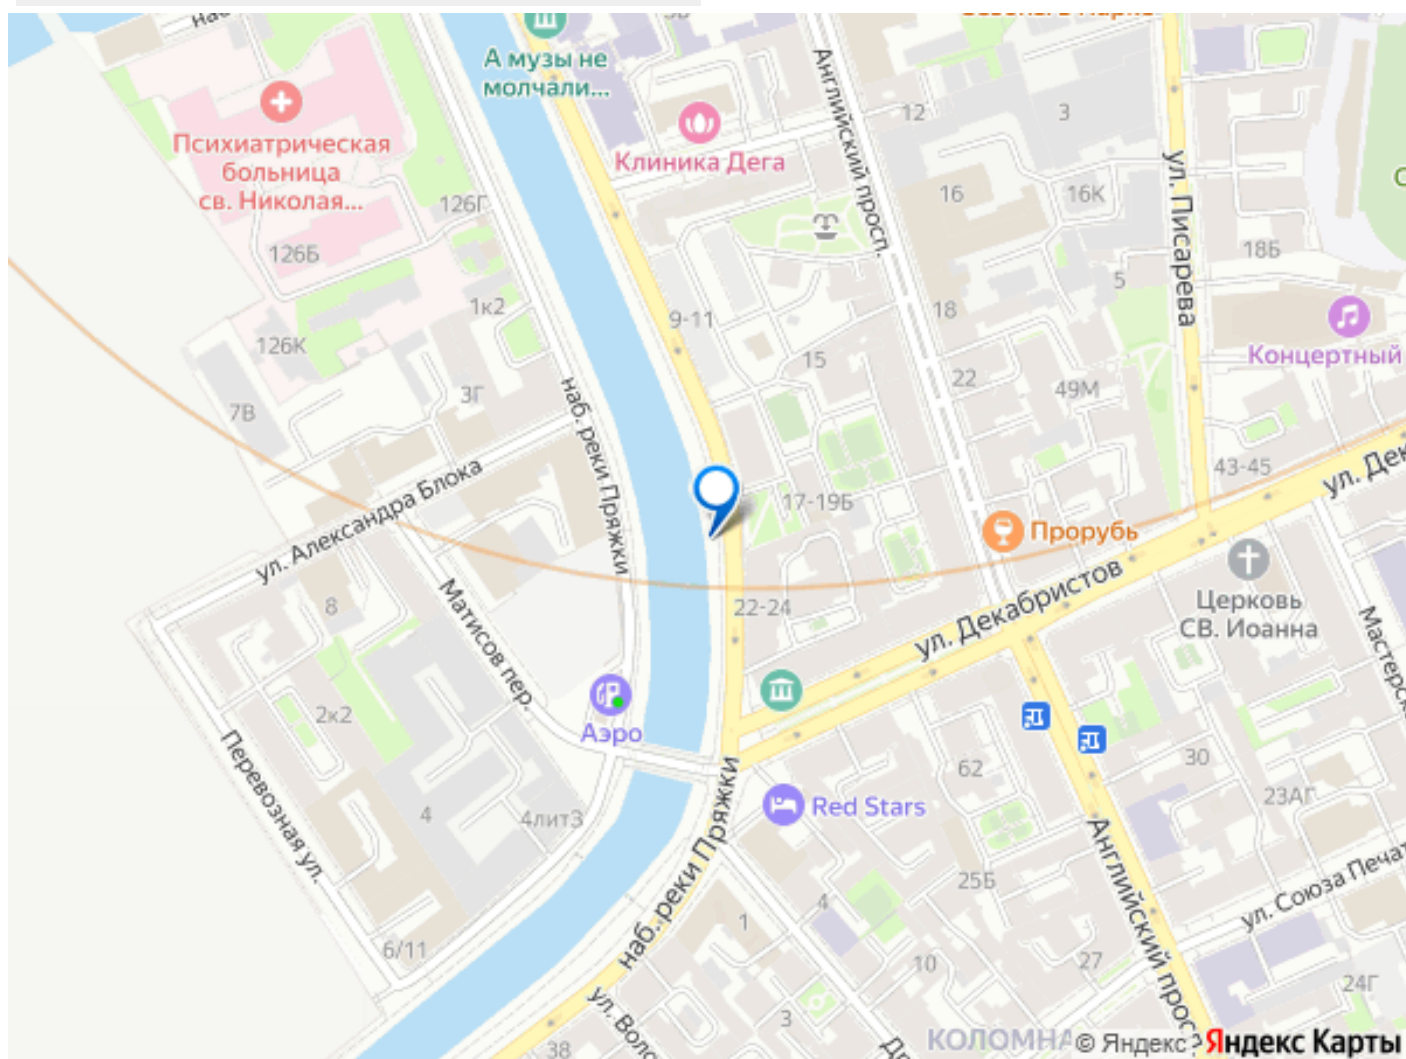 наб
А музы не
молчали...
Английский просп.
12
3
ул. Писарева
Психиатрическая
больница
св. Николая...
Клиника Дега
126Г
16
16К
126Б
18Б
5
1к2
9-11
18
Концертный
126К
15
22
49М
7В
3Г
наб. реки Пряжки
43-45
ул. Дек
ул. Александра Блока
17-19Б
Прорубь
ул. Декабристов
Церковь
СВ. Иоанна
8
Матисов пер.
22-24
Мастерск
2к2
Аэро
Перевозная ул.
62
30
Red Stars
23АГ
4
4лит3
наб. реки Пряжки
Английский просп
25Б
ул. Союза Печат
4
1
6/11
10
27
24Г
ул. Воло
3
38
КОЛОМНА
© Яндекс
Яндекс Карты